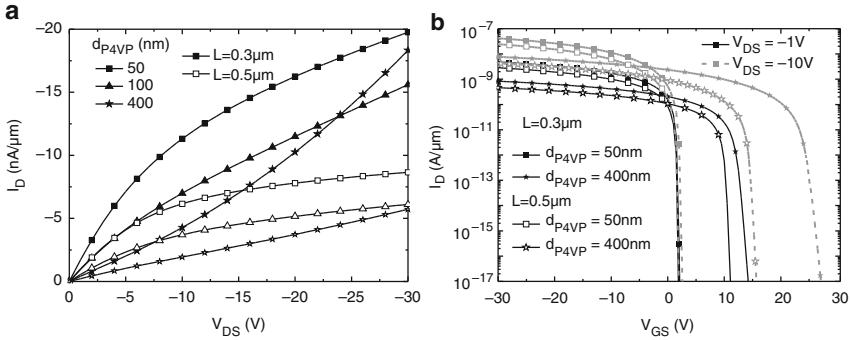 a
−20
−15
−10
−5
0
I_D (nA/µm)
d_P4VP (nm)
50
100
400
L=0.3µm
L=0.5µm
0
−5
−10
−15
−20
−25
−30
V_DS (V)
b
10^−7
10^−9
10^−11
10^−13
10^−15
10^−17
I_D (A/µm)
V_DS = −1V
V_DS = −10V
L=0.3µm
d_P4VP = 50nm
d_P4VP = 400nm
L=0.5µm
d_P4VP = 50nm
d_P4VP = 400nm
−30
−20
−10
0
10
20
30
V_GS (V)